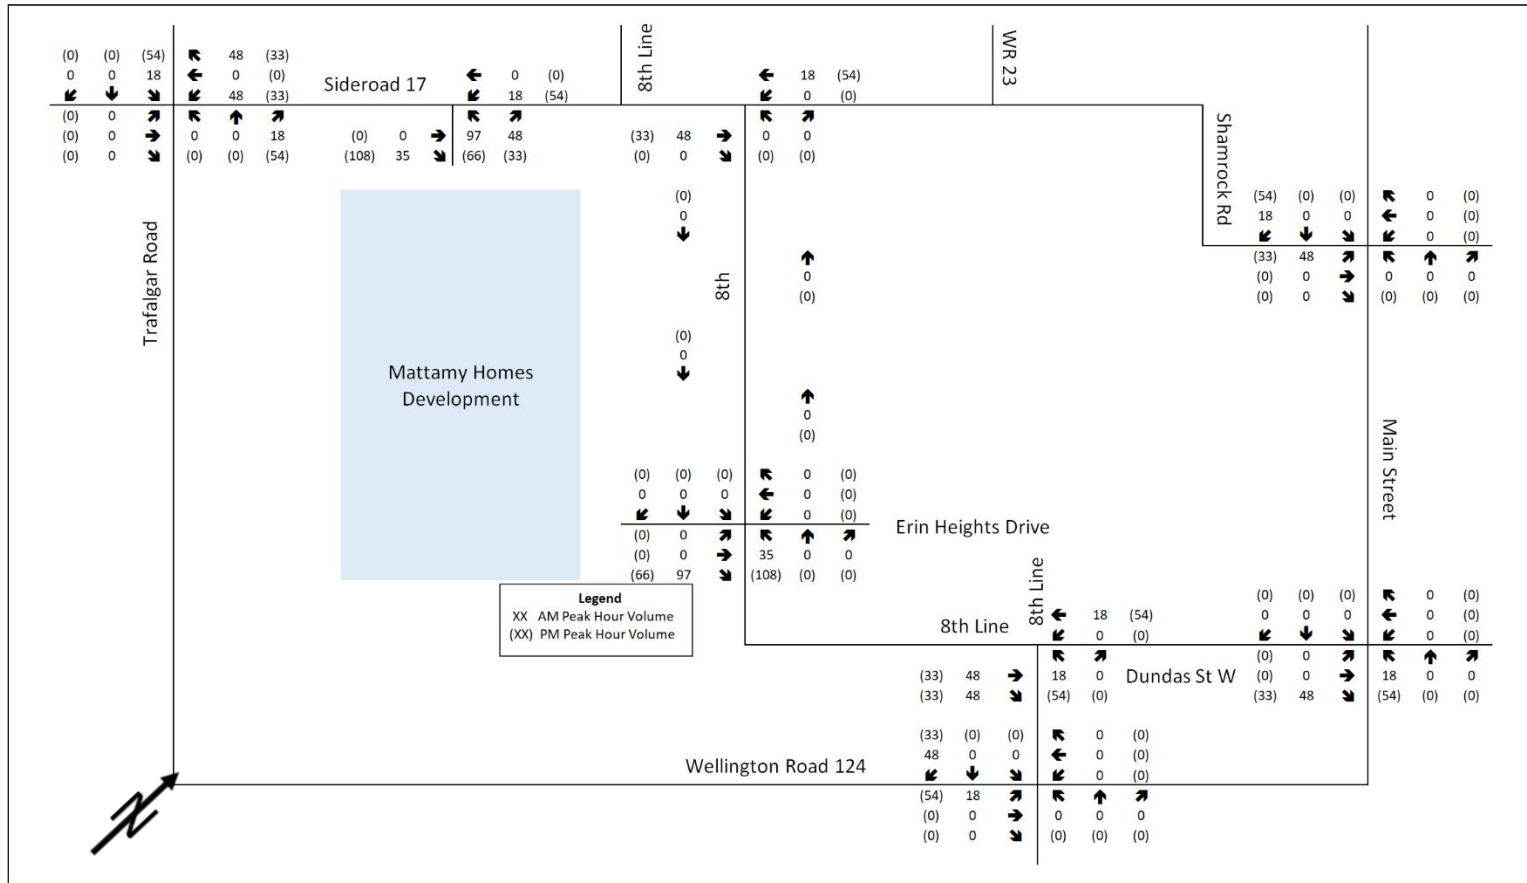 (0) (0) (54) 48 (33)
0 0 18 0 (0)
48 (33)
(0) 0
(0) 0 0 0 18
(0) 0 (0) (0) (54)
Sideroad 17
0 (0)
18 (54)
(0) 0 97 48
(108) 35 (66) (33)
8th Line
18 (54)
0 (0)
(33) 48 0 0
(0) 0 (0) (0)
WR 23
Shamrock Rd
(54) (0) (0) 0 (0)
18 0 0 0 (0)
0 (0)
(33) 48
(0) 0 0 0 0
(0) 0 (0) (0) (0)
Trafalgar Road
Mattamy Homes
Development
(0)
0
8th
0
(0)
(0)
0
0
(0)
Main Street
(0) (0) (0) 0 (0)
0 0 0 0 (0)
0 (0)
(0) 0
(0) 0 35 0 0
(66) 97 (108) (0) (0)
Erin Heights Drive
Legend
XX AM Peak Hour Volume
(XX) PM Peak Hour Volume
8th Line
8th Line
18 (54)
0 (0)
(33) 48 18 0
(33) 48 (54) (0)
Dundas St W
(0) (0) (0) 0 (0)
0 0 0 0 (0)
0 (0)
(0) 0
(0) 0 18 0 0
(33) 48 (54) (0) (0)
Wellington Road 124
(33) (0) (0) 0 (0)
48 0 0 0 (0)
0 (0)
(54) 18
(0) 0 0 0 0
(0) 0 (0) (0) (0)
N